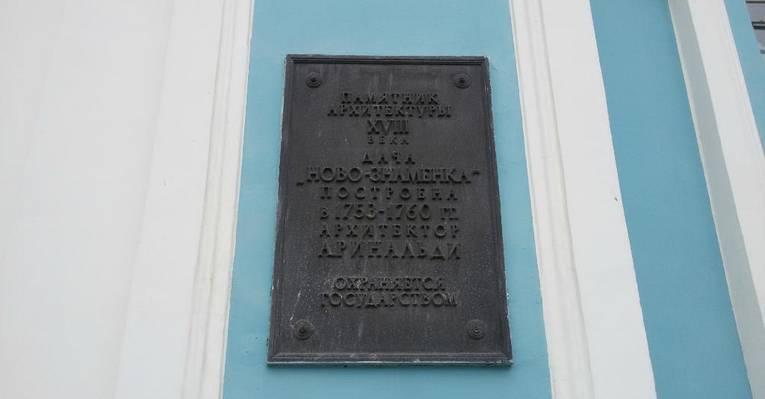 ПАМЯТНИК
АРХИТЕКТУРЫ
XVIII
ВЕКА
ДАЧА
„НОВО-ЗНАМЕНКА“
ПОСТРОЕНА
В 1753-1760 ГГ.
АРХИТЕКТОР
А.РИНАЛЬДИ
ОХРАНЯЕТСЯ
ГОСУДАРСТВОМ